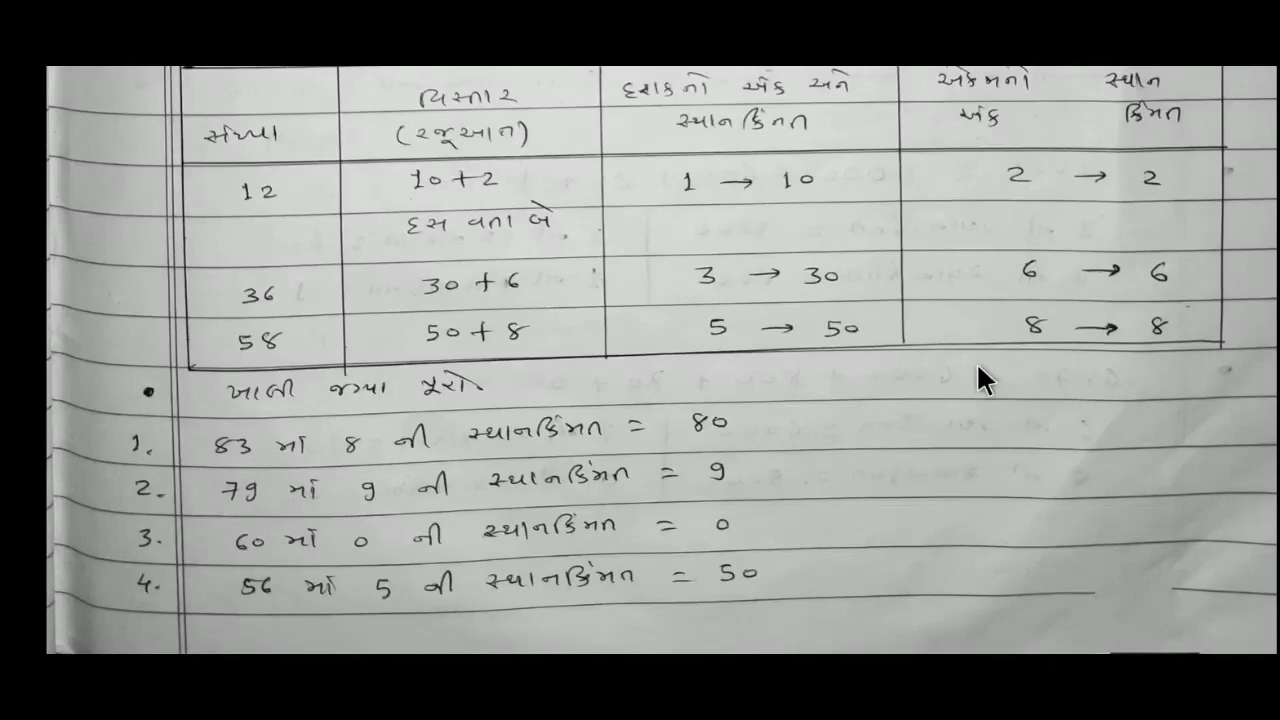 સંખ્યા વિસ્તાર (રજૂઆત) દશકનો અંક અને સ્થાનકિંમત એકમનો અંક સ્થાન કિંમત
12 10+2 1 → 10 2 → 2
દસ વતા બે
36 30+6 3 → 30 6 → 6
58 50+8 5 → 50 8 → 8
• ખાલી જગ્યા પૂરો.
1. 83 માં 8 ની સ્થાનકિંમત = 80
2. 79 માં 9 ની સ્થાનકિંમત = 9
3. 60 માં 0 ની સ્થાનકિંમત = 0
4. 56 માં 5 ની સ્થાનકિંમત = 50